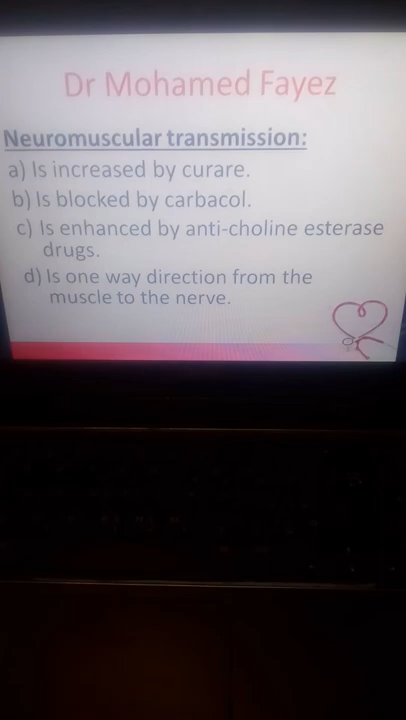 Dr Mohamed Fayez
Neuromuscular transmission:
a) Is increased by curare.
b) Is blocked by carbacol.
c) Is enhanced by anti-choline esterase
drugs.
d) Is one way direction from the
muscle to the nerve.